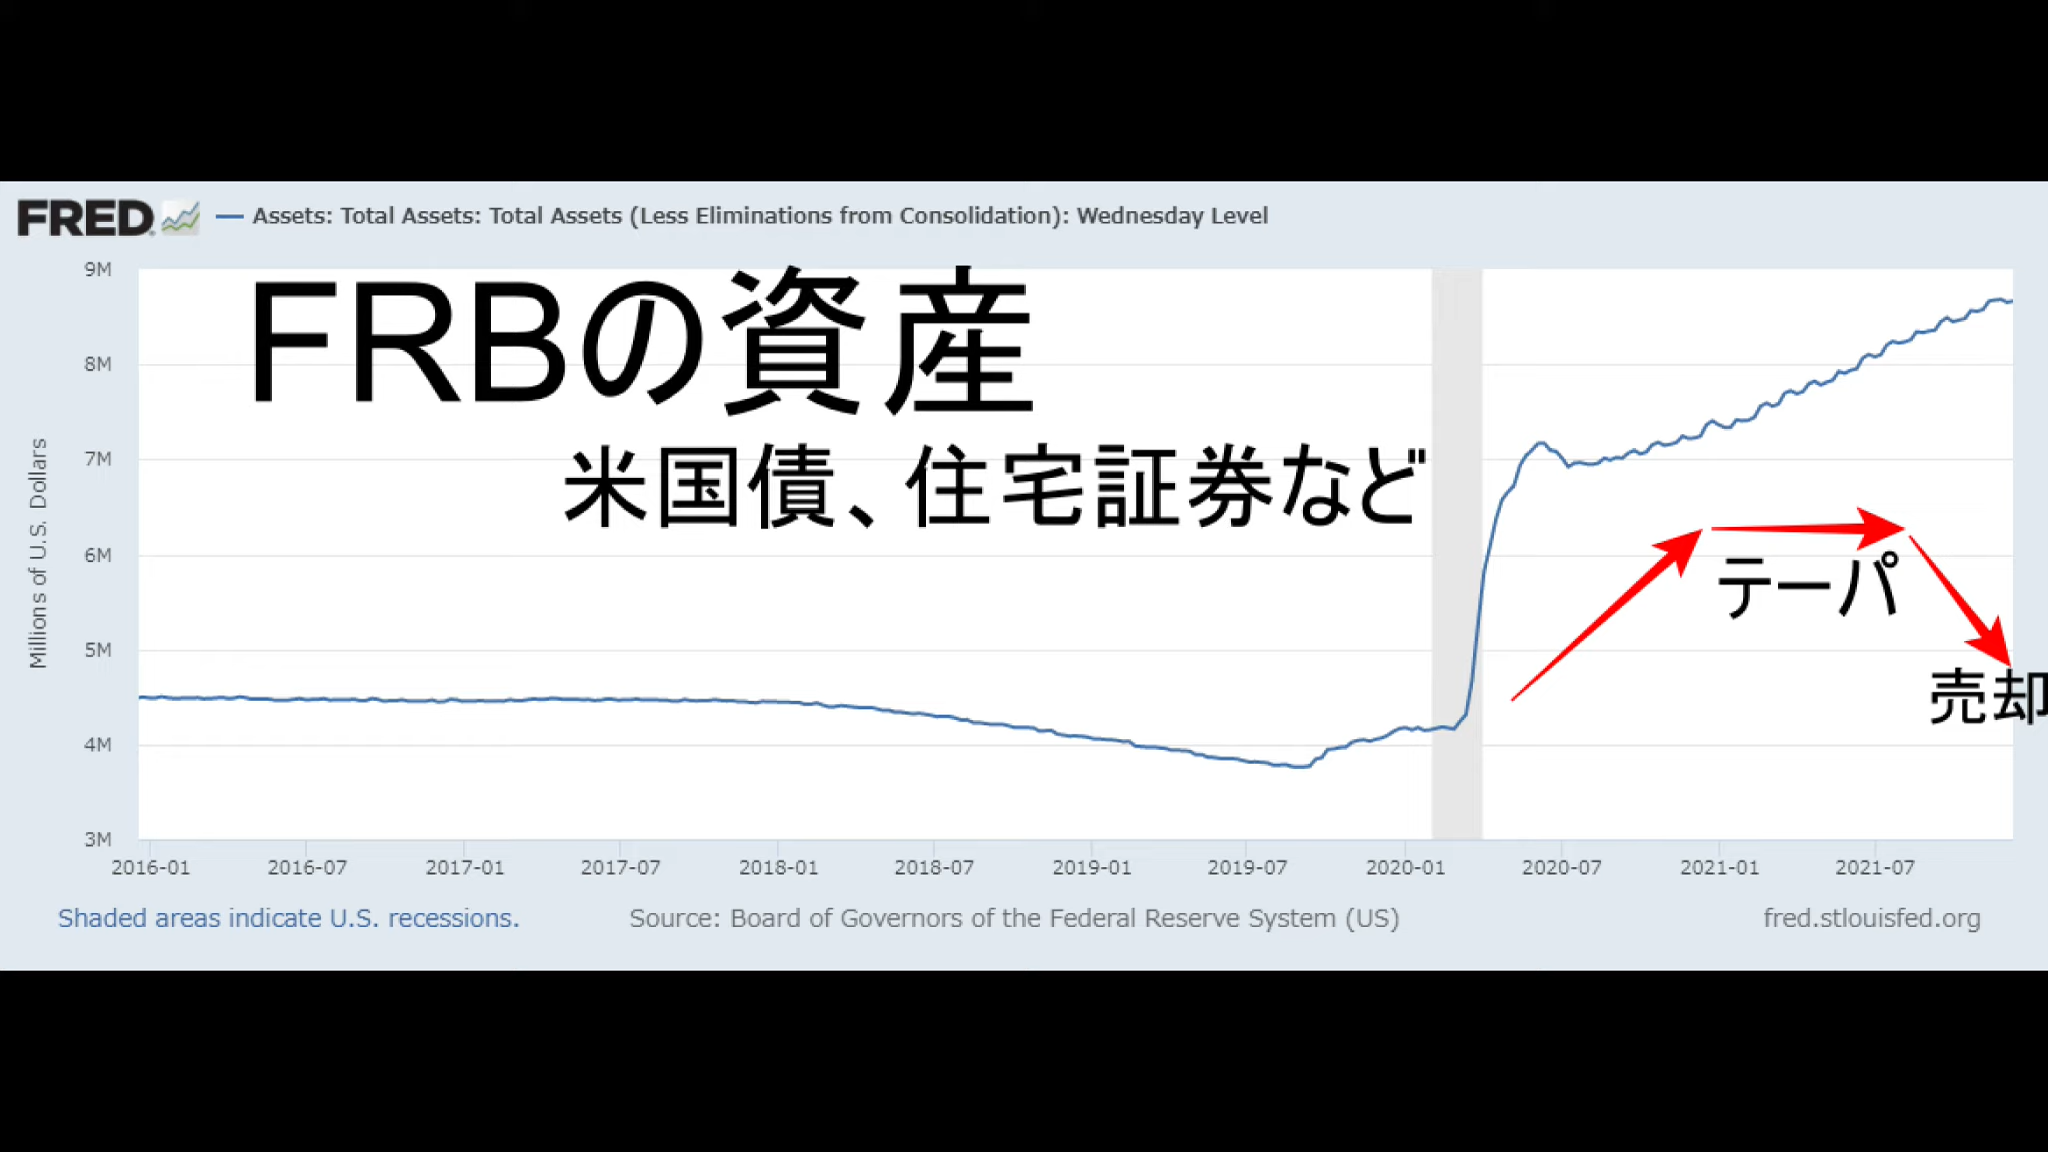 FRED
Assets: Total Assets: Total Assets (Less Eliminations from Consolidation): Wednesday Level
FRBの資産
米国債、住宅証券など
テーパ
売却
Millions of U.S. Dollars
9M
8M
7M
6M
5M
4M
3M
2016-01 2016-07 2017-01 2017-07 2018-01 2018-07 2019-01 2019-07 2020-01 2020-07 2021-01 2021-07
Shaded areas indicate U.S. recessions. Source: Board of Governors of the Federal Reserve System (US) fred.stlouisfed.org